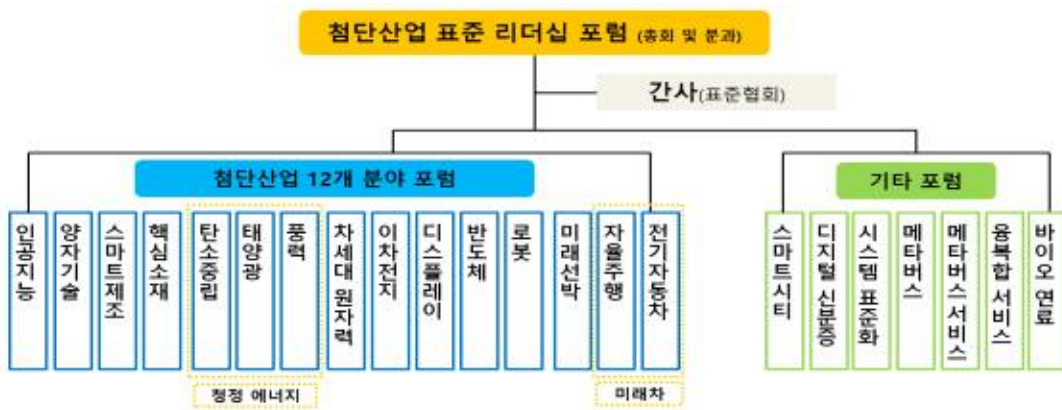 첨단산업 표준 리더십 포럼 (총회 및 분과)
간사(표준협회)
첨단산업 12개 분야 포럼
기타 포럼
인공지능
양자기술
스마트제조
핵심소재
탄소중립
태양광
풍력
차세대 원자력
이차전지
디스플레이
반도체
로봇
미래선박
자율주행
전기자동차
스마트시티
디지털 신분증
시스템 표준화
메타버스
메타버스 서비스
융복합 서비스
바이오 연료
청정 에너지
미래차